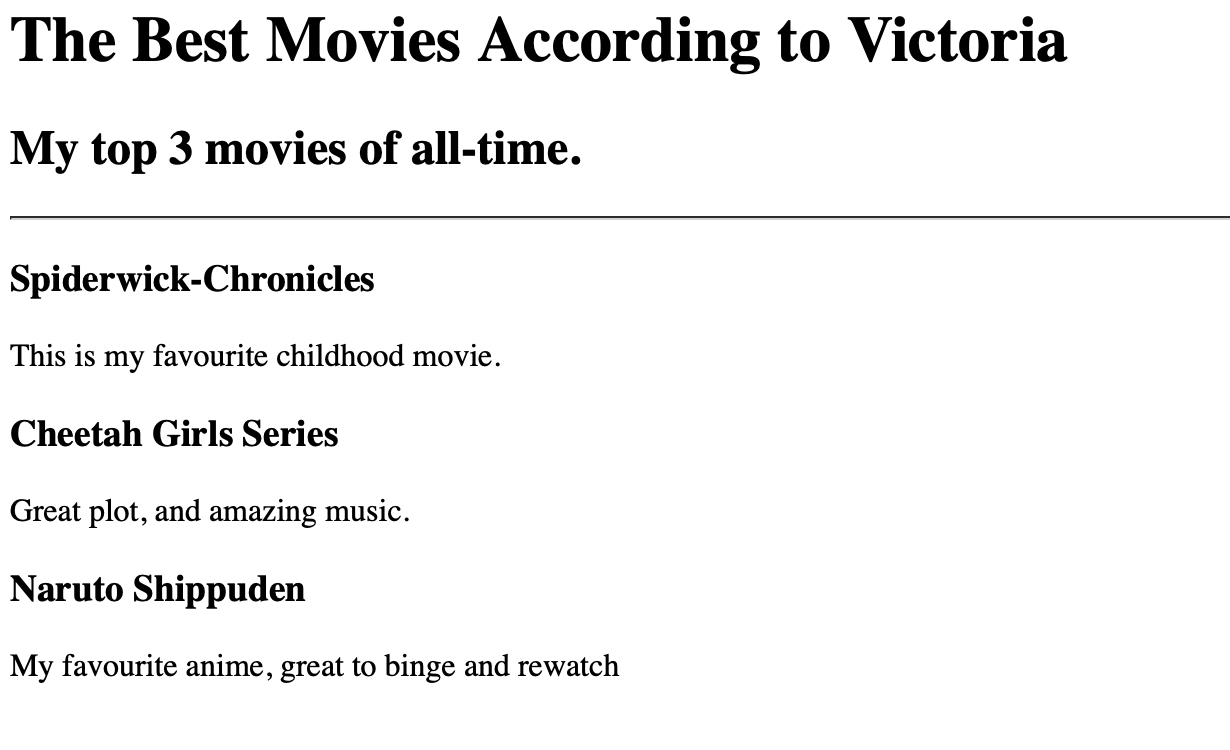 The Best Movies According to Victoria
My top 3 movies of all-time.
Spiderwick-Chronicles
This is my favourite childhood movie.
Cheetah Girls Series
Great plot, and amazing music.
Naruto Shippuden
My favourite anime, great to binge and rewatch